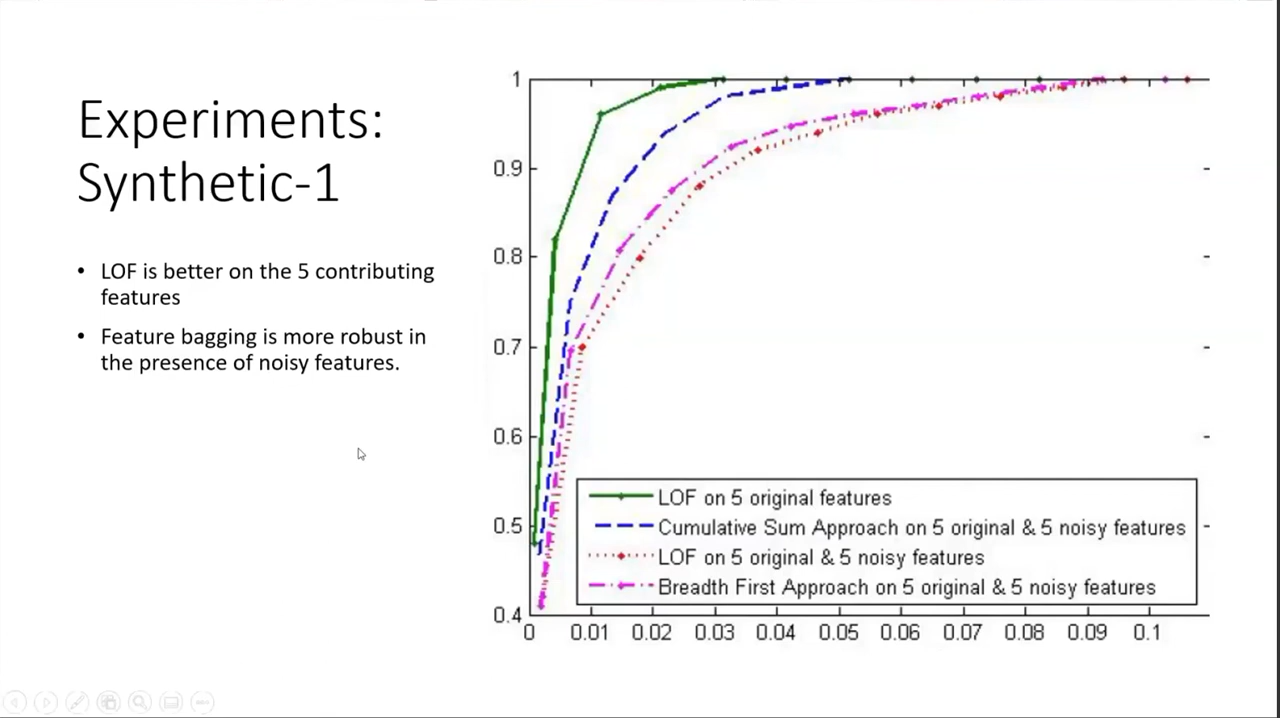 Experiments:
Synthetic-1
• LOF is better on the 5 contributing
features
• Feature bagging is more robust in
the presence of noisy features.
1
0.9
0.8
0.7
0.6
0.5
0.4
LOF on 5 original features
Cumulative Sum Approach on 5 original & 5 noisy features
LOF on 5 original & 5 noisy features
Breadth First Approach on 5 original & 5 noisy features
0 0.01 0.02 0.03 0.04 0.05 0.06 0.07 0.08 0.09 0.1